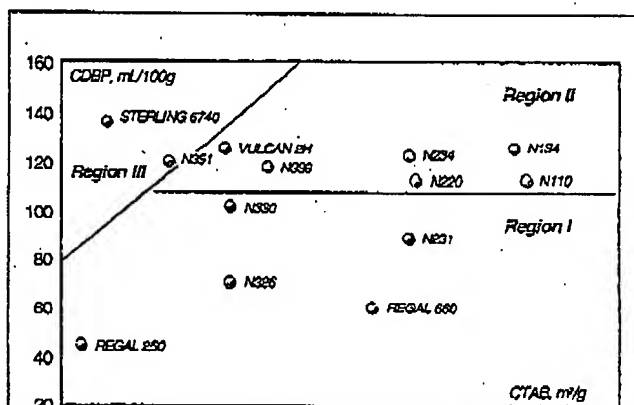 160
CDBP, mL/100g
Region II
140
STERLING 6740
VULCAN 2H
N234
N134
120
N351
N339
Region III
N220
N110
100
N330
Region I
N231
80
N326
60
REGAL 660
REGAL 250
40
CTAB, m²/g
20